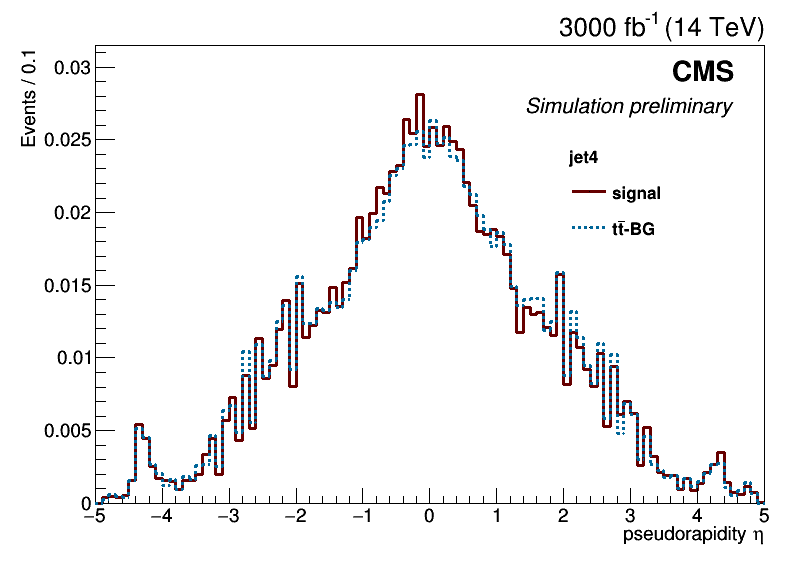 3000 fb⁻¹ (14 TeV)
Events / 0.1
CMS
Simulation preliminary
jet4
signal
tt̄-BG
0.03
0.025
0.02
0.015
0.01
0.005
0
−5 −4 −3 −2 −1 0 1 2 3 4 5
pseudorapidity η